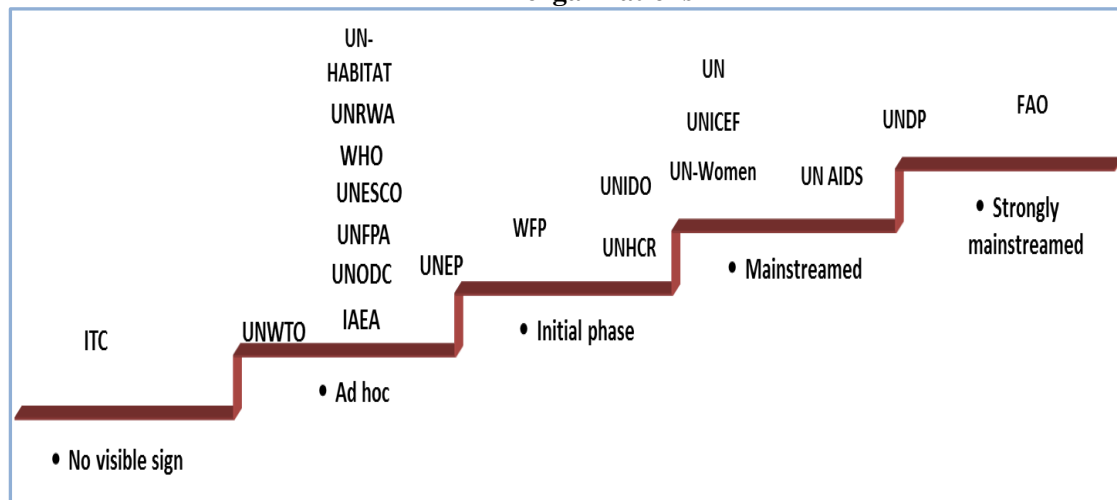 UN-
HABITAT
UNRWA
WHO
UNESCO
UNFPA
UNODC
IAEA
UNEP
UNWTO
ITC
WFP
UNIDO
UNHCR
UN
UNICEF
UN-Women
UN AIDS
UNDP
FAO
• No visible sign
• Ad hoc
• Initial phase
• Mainstreamed
• Strongly
mainstreamed